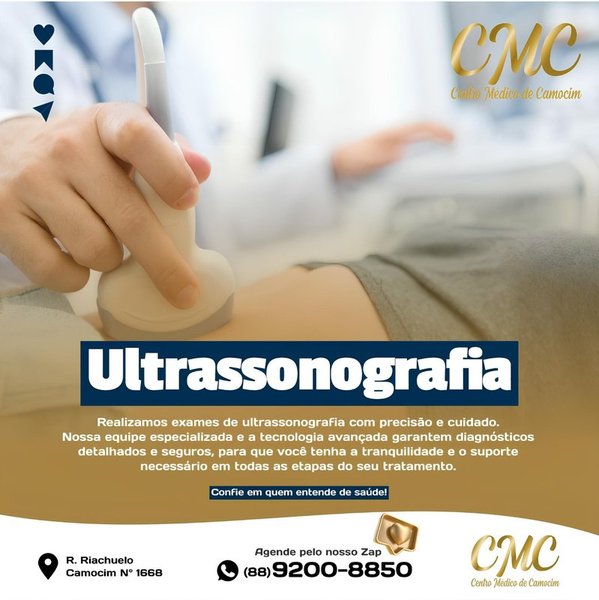 CMC
Centro Médico de Camocim
Ultrassonografia
Realizamos exames de ultrassonografia com precisão e cuidado.
Nossa equipe especializada e a tecnologia avançada garantem diagnósticos
detalhados e seguros, para que você tenha a tranquilidade e o suporte
necessário em todas as etapas do seu tratamento.
Confie em quem entende de saúde!
R. Riachuelo
Camocim Nº 1668
Agende pelo nosso Zap
(88)9200-8850
CMC
Centro Médico de Camocim